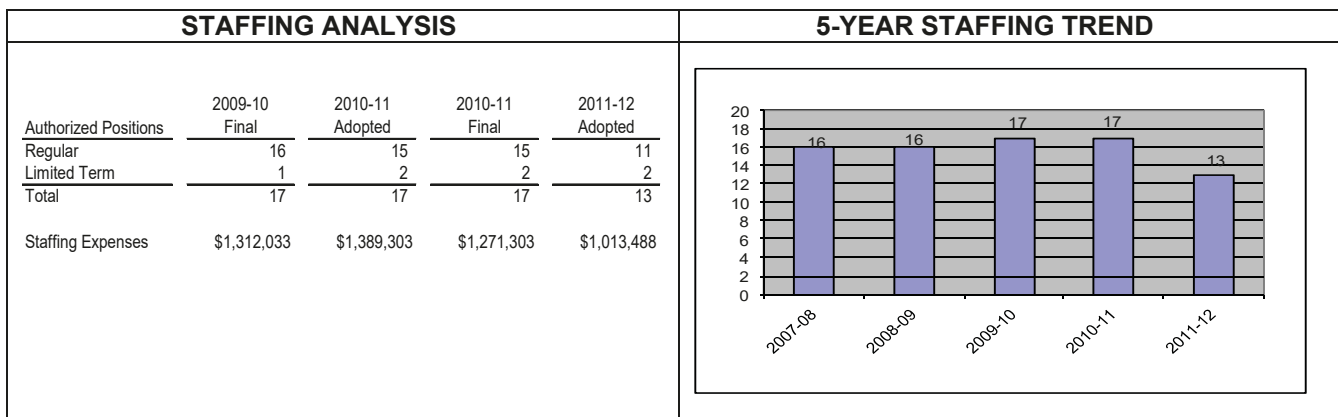 STAFFING ANALYSIS
2009-10 2010-11 2010-11 2011-12
Authorized Positions Final Adopted Final Adopted
Regular 16 15 15 11
Limited Term 1 2 2 2
Total 17 17 17 13
Staffing Expenses $1,312,033 $1,389,303 $1,271,303 $1,013,488
5-YEAR STAFFING TREND
20
18
16
14
12
10
8
6
4
2
0
16 16 17 17 13
2007-08 2008-09 2009-10 2010-11 2011-12